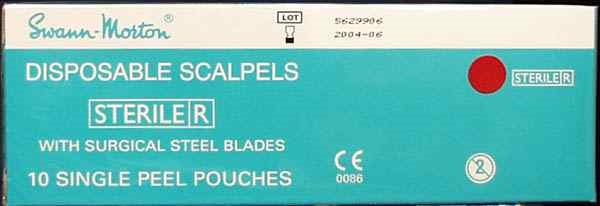 Swann-Morton®
LOT
5629906
2004-06
DISPOSABLE SCALPELS
STERILE R
STERILE R
WITH SURGICAL STEEL BLADES
10 SINGLE PEEL POUCHES
CE
0086
2